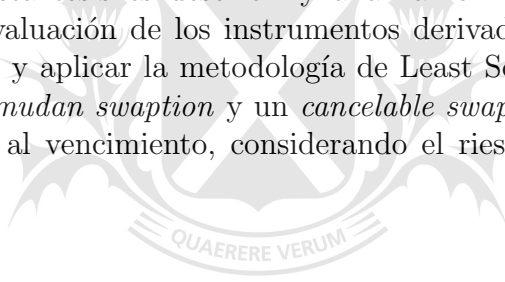 evaluación de los instrumentos derivad
y aplicar la metodología de Least S
mudan swaption y un cancelable swap
al vencimiento, considerando el ries
QUAERERE VERUM